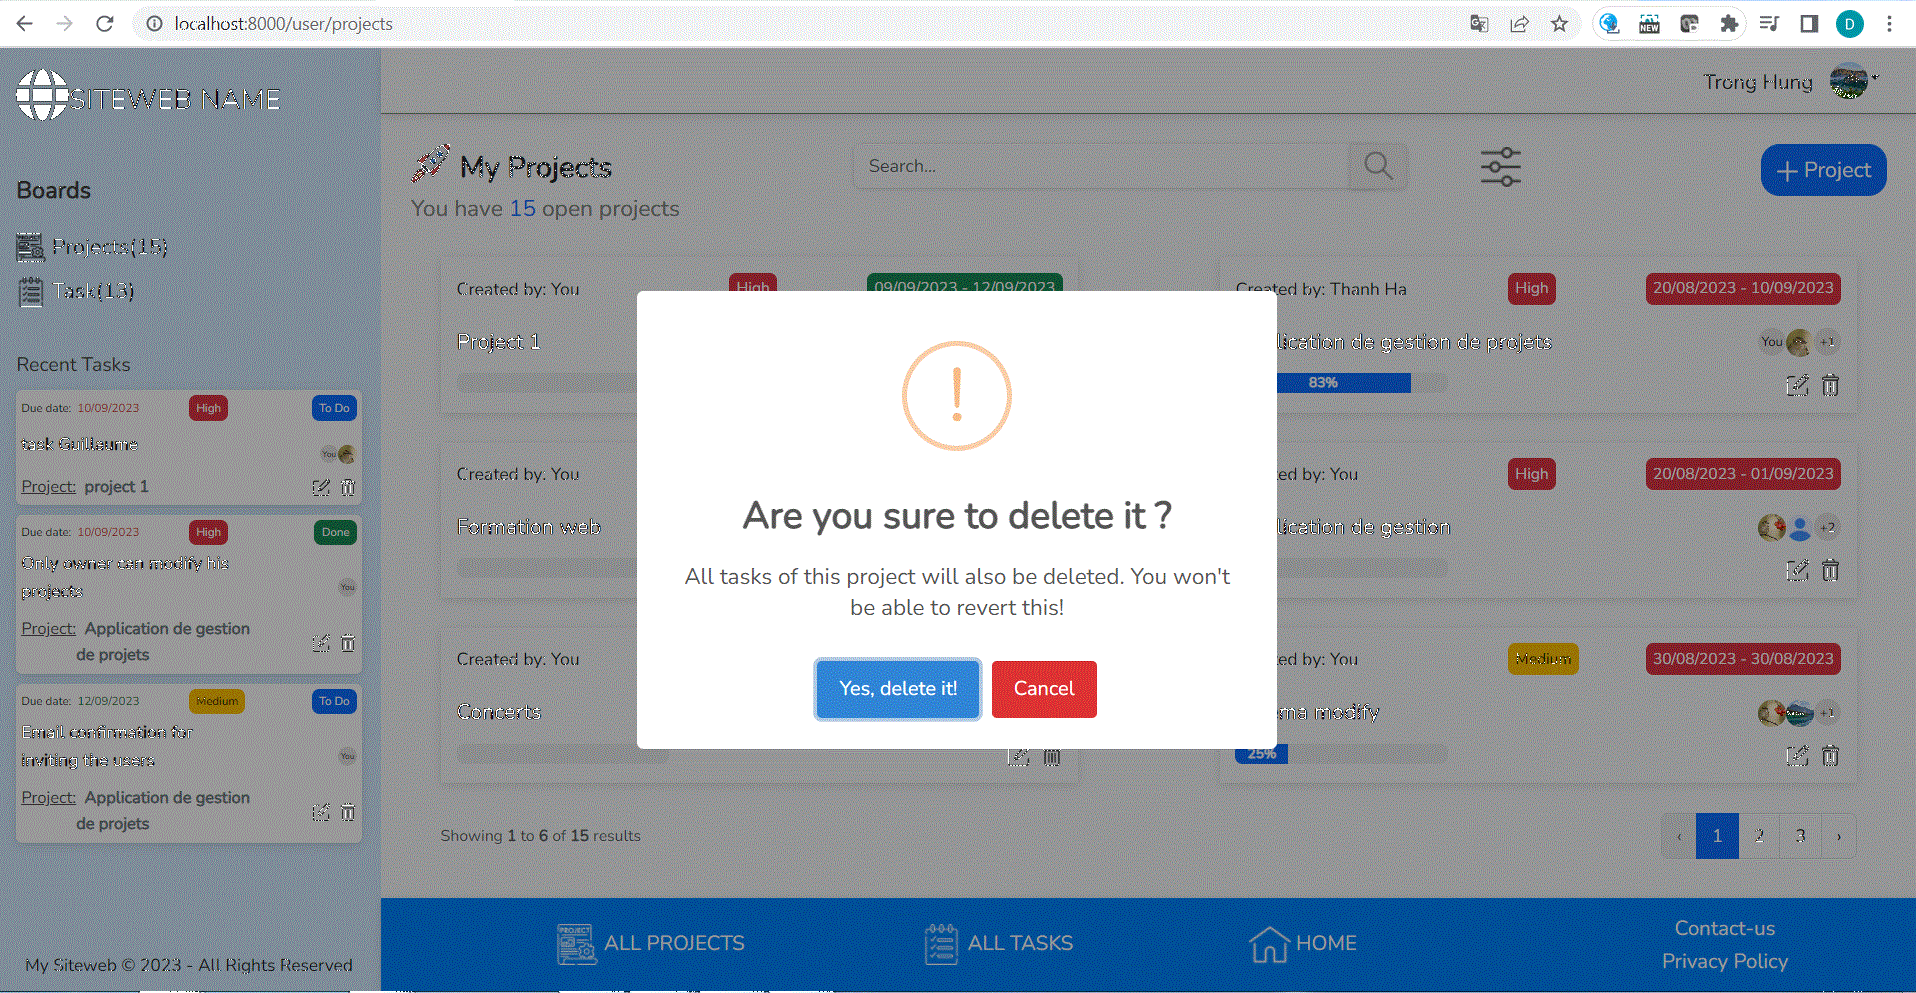 localhost:8000/user/projects
NEW
D
SITEWEB NAME
Trong Hung
Boards
Projects(15)
Task(13)
Recent Tasks
Due date: 10/09/2023 High To Do
task Guillaume
You
Project: project 1
Due date: 10/09/2023 High Done
Only owner can modify his
projects
You
Project: Application de gestion
de projets
Due date: 12/09/2023 Medium To Do
Email confirmation for
inviting the users
You
Project: Application de gestion
de projets
My Siteweb © 2023 - All Rights Reserved
My Projects
Search...
+ Project
You have 15 open projects
Created by: You High 09/09/2023 - 12/09/2023
Project 1
Created by: Thanh Ha High 20/08/2023 - 10/09/2023
lication de gestion de projets
You +1
83%
Created by: You
Formation web
ed by: You High 20/08/2023 - 01/09/2023
lication de gestion
+2
Created by: You
Concerts
ed by: You Medium 30/08/2023 - 30/08/2023
ma modify
+1
25%
Are you sure to delete it ?
All tasks of this project will also be deleted. You won't
be able to revert this!
Yes, delete it! Cancel
Showing 1 to 6 of 15 results
‹ 1 2 3 ›
PROJECT
ALL PROJECTS
ALL TASKS
HOME
Contact-us
Privacy Policy